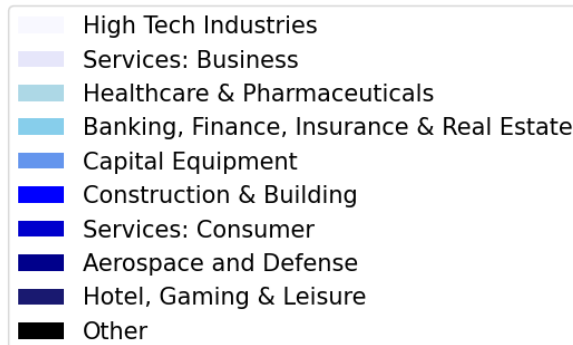 High Tech Industries
Services: Business
Healthcare & Pharmaceuticals
Banking, Finance, Insurance & Real Estate
Capital Equipment
Construction & Building
Services: Consumer
Aerospace and Defense
Hotel, Gaming & Leisure
Other